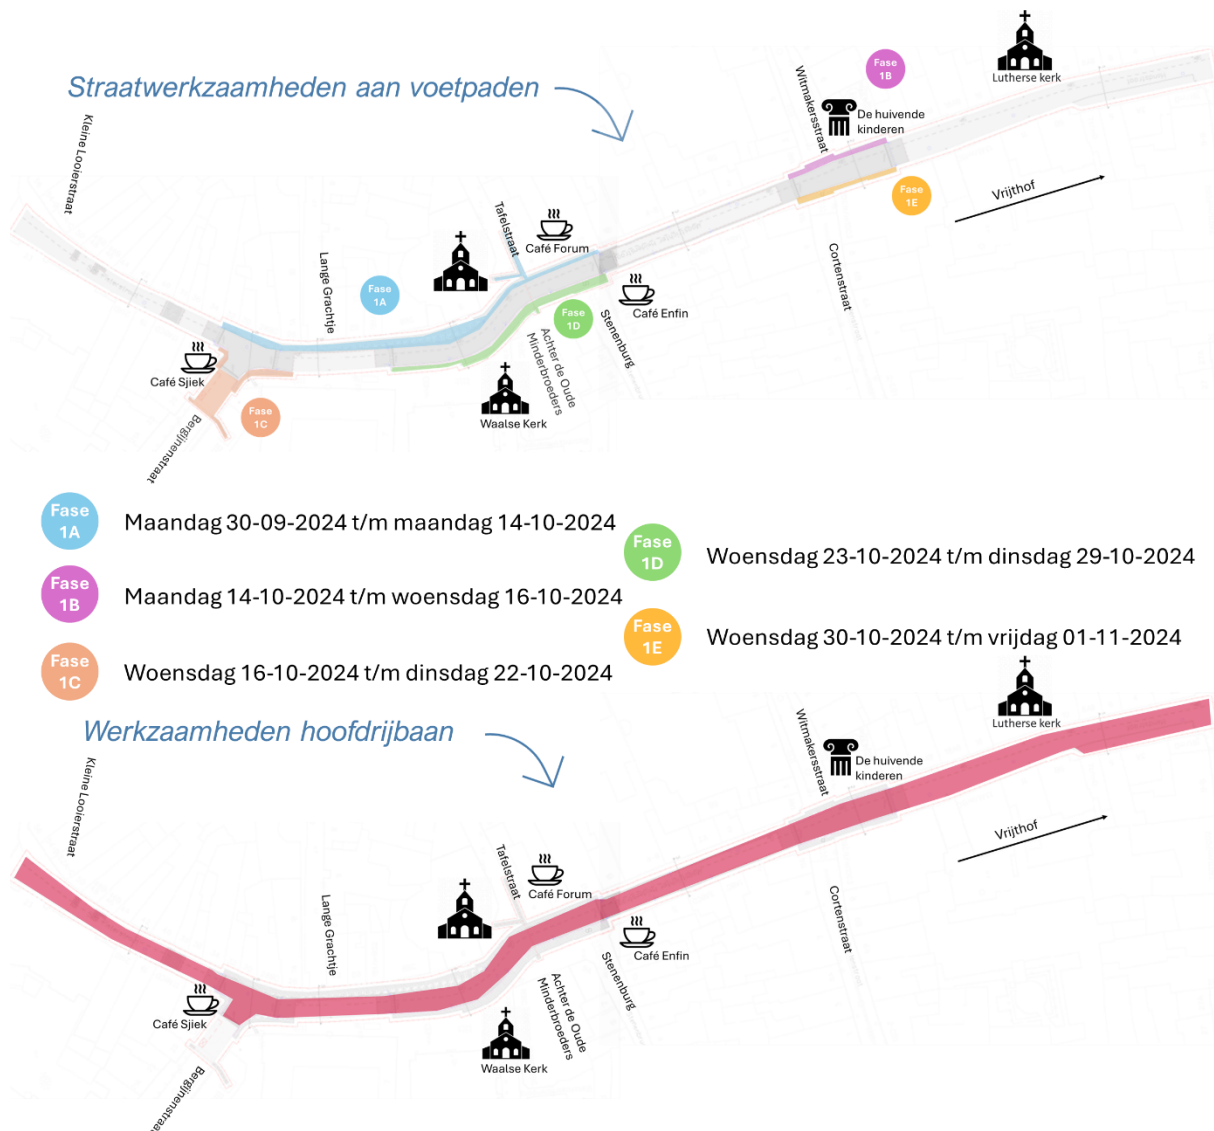 Straatwerkzaamheden aan voetpaden
Kleine Looierstraat
Lange Grachtje
Tafelstraat
Café Forum
Fase
1A
Café Sjiek
Fase
1C
Bergijnenstraat
Waalse Kerk
Achter de Oude
Minderbroeders
Fase
1D
Stenenburg
Café Enfin
Witmakersstraat
Fase
1B
De huivende
kinderen
Lutherse kerk
Fase
1E
Vrijthof
Cortenstraat
Fase
1A
Maandag 30-09-2024 t/m maandag 14-10-2024
Fase
1B
Maandag 14-10-2024 t/m woensdag 16-10-2024
Fase
1C
Woensdag 16-10-2024 t/m dinsdag 22-10-2024
Fase
1D
Woensdag 23-10-2024 t/m dinsdag 29-10-2024
Fase
1E
Woensdag 30-10-2024 t/m vrijdag 01-11-2024
Werkzaamheden hoofdrijbaan
Kleine Looierstraat
Lange Grachtje
Tafelstraat
Café Forum
Café Sjiek
Bergijnenstraat
Waalse Kerk
Achter de Oude
Minderbroeders
Stenenburg
Café Enfin
Witmakersstraat
De huivende
kinderen
Lutherse kerk
Vrijthof
Cortenstraat